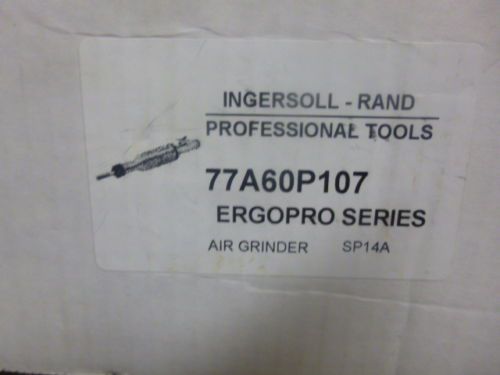 INGERSOLL - RAND
PROFESSIONAL TOOLS
77A60P107
ERGOPRO SERIES
AIR GRINDER SP14A